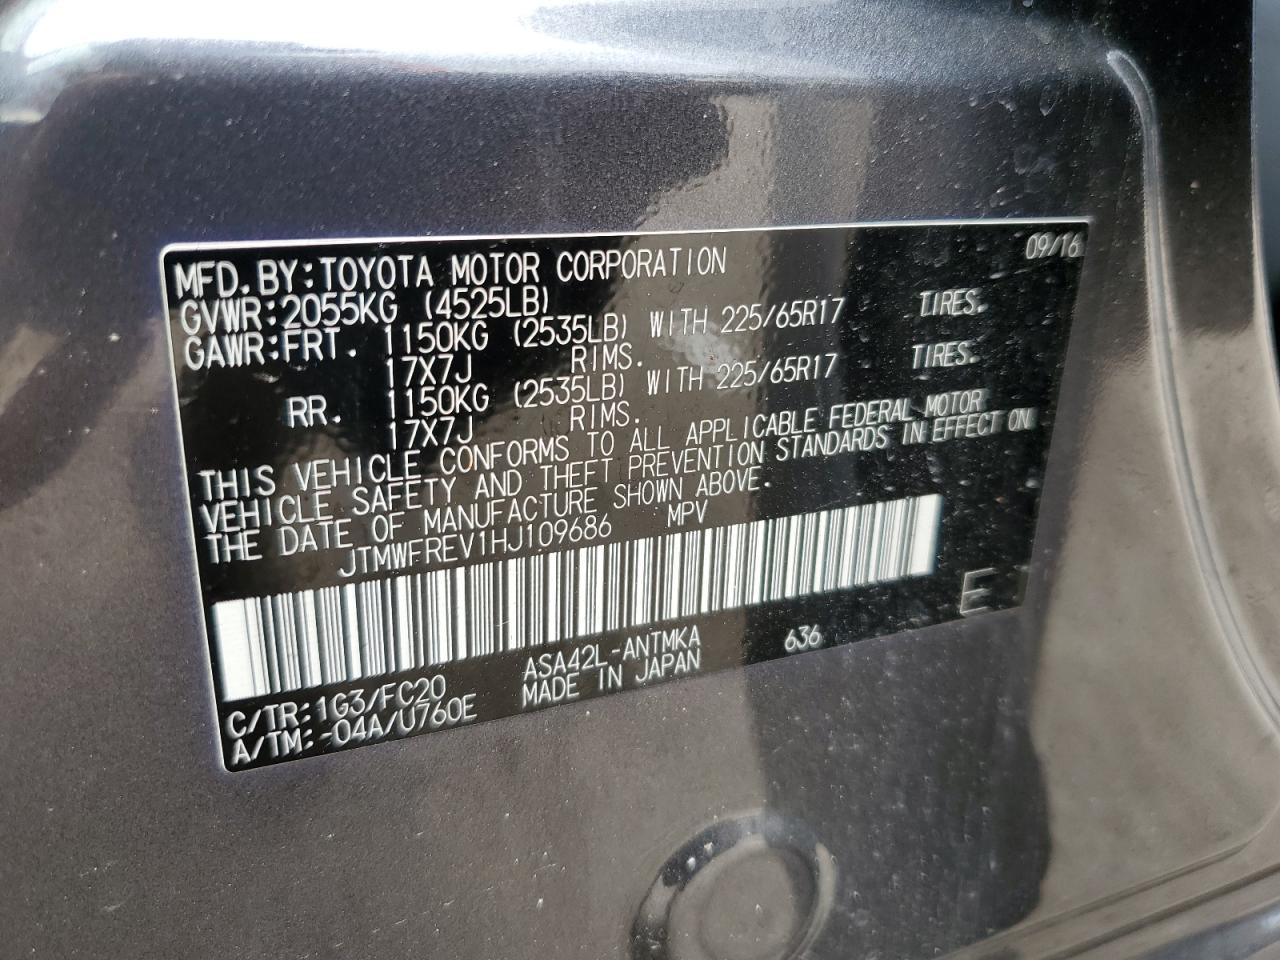 09/16
MFD.BY:TOYOTA MOTOR CORPORATION
GVWR:2055KG (4525LB)
GAWR:FRT. 1150KG (2535LB) WITH 225/65R17 TIRES.
17X7J RIMS.
RR. 1150KG (2535LB) WITH 225/65R17 TIRES.
17X7J RIMS.
THIS VEHICLE CONFORMS TO ALL APPLICABLE FEDERAL MOTOR
VEHICLE SAFETY AND THEFT PREVENTION STANDARDS IN EFFECT ON
THE DATE OF MANUFACTURE SHOWN ABOVE.
JTMWFREV1HJ109686 MPV
E
C/TR:1G3/FC20 ASA42L-ANTMKA 636
A/TM:-04A/U760E MADE IN JAPAN